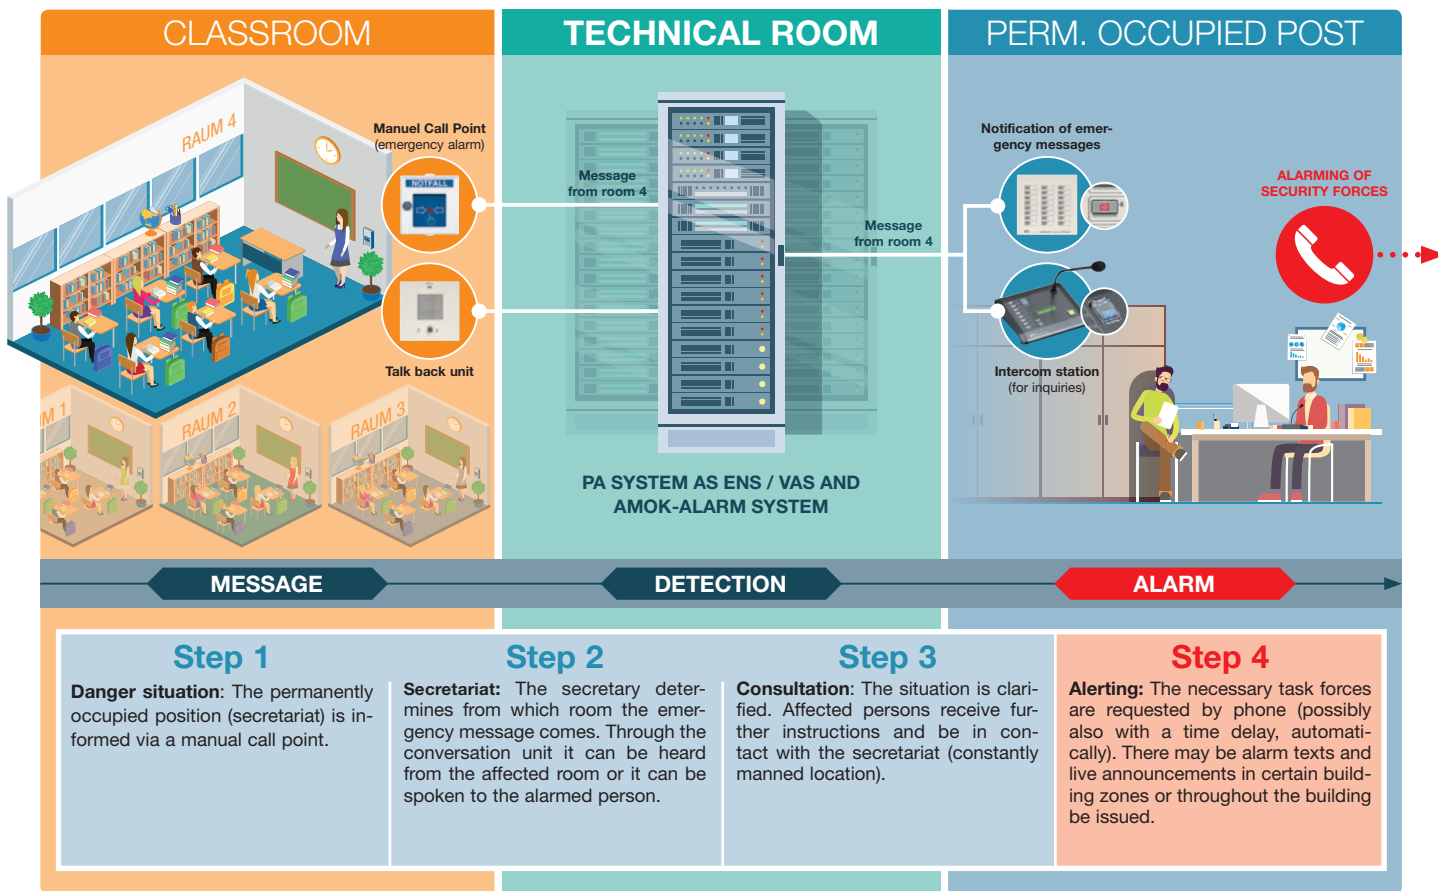 CLASSROOM
TECHNICAL ROOM
PERM. OCCUPIED POST
RAUM 4
Manuel Call Point
(emergency alarm)
NOTFALL
Message
from room 4
Message
from room 4
Notification of emer-
gency messages
ALARMING OF
SECURITY FORCES
Talk back unit
Intercom station
(for inquiries)
M 1
RAUM 2
RAUM 3
PA SYSTEM AS ENS / VAS AND
AMOK-ALARM SYSTEM
MESSAGE
DETECTION
ALARM
Step 1
Danger situation: The permanently
occupied position (secretariat) is in-
formed via a manual call point.
Step 2
Secretariat: The secretary deter-
mines from which room the emer-
gency message comes. Through the
conversation unit it can be heard
from the affected room or it can be
spoken to the alarmed person.
Step 3
Consultation: The situation is clari-
fied. Affected persons receive fur-
ther instructions and be in con-
tact with the secretariat (constantly
manned location).
Step 4
Alerting: The necessary task forces
are requested by phone (possibly
also with a time delay, automati-
cally). There may be alarm texts and
live announcements in certain build-
ing zones or throughout the building
be issued.